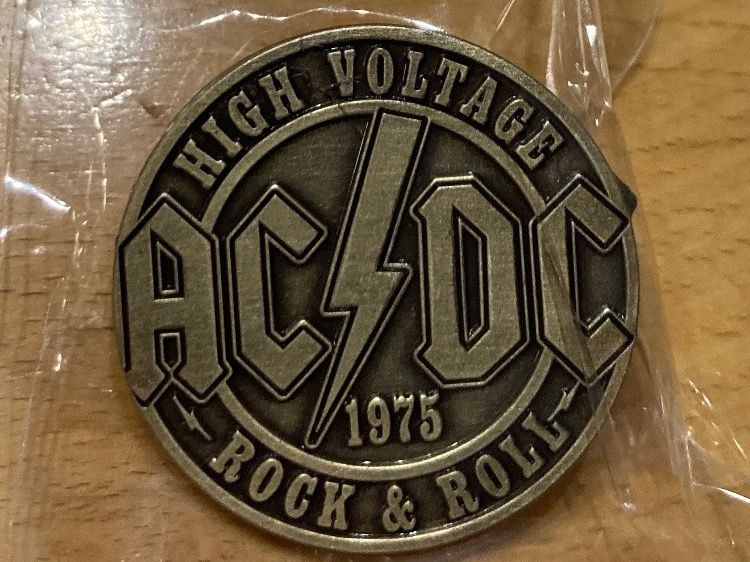 HIGH VOLTAGE
AC⚡DC
1975
ROCK & ROLL